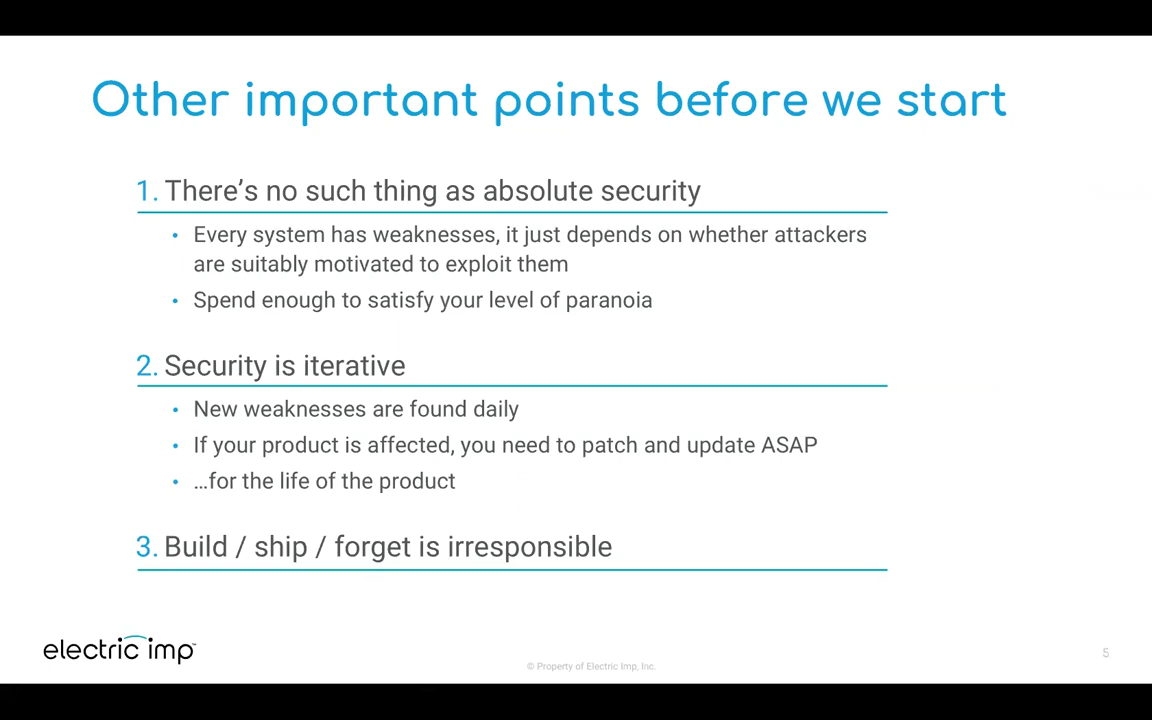 Other important points before we start
1. There’s no such thing as absolute security
• Every system has weaknesses, it just depends on whether attackers
are suitably motivated to exploit them
• Spend enough to satisfy your level of paranoia
2. Security is iterative
• New weaknesses are found daily
• If your product is affected, you need to patch and update ASAP
• …for the life of the product
3. Build / ship / forget is irresponsible
electric imp™
© Property of Electric Imp, Inc.
5